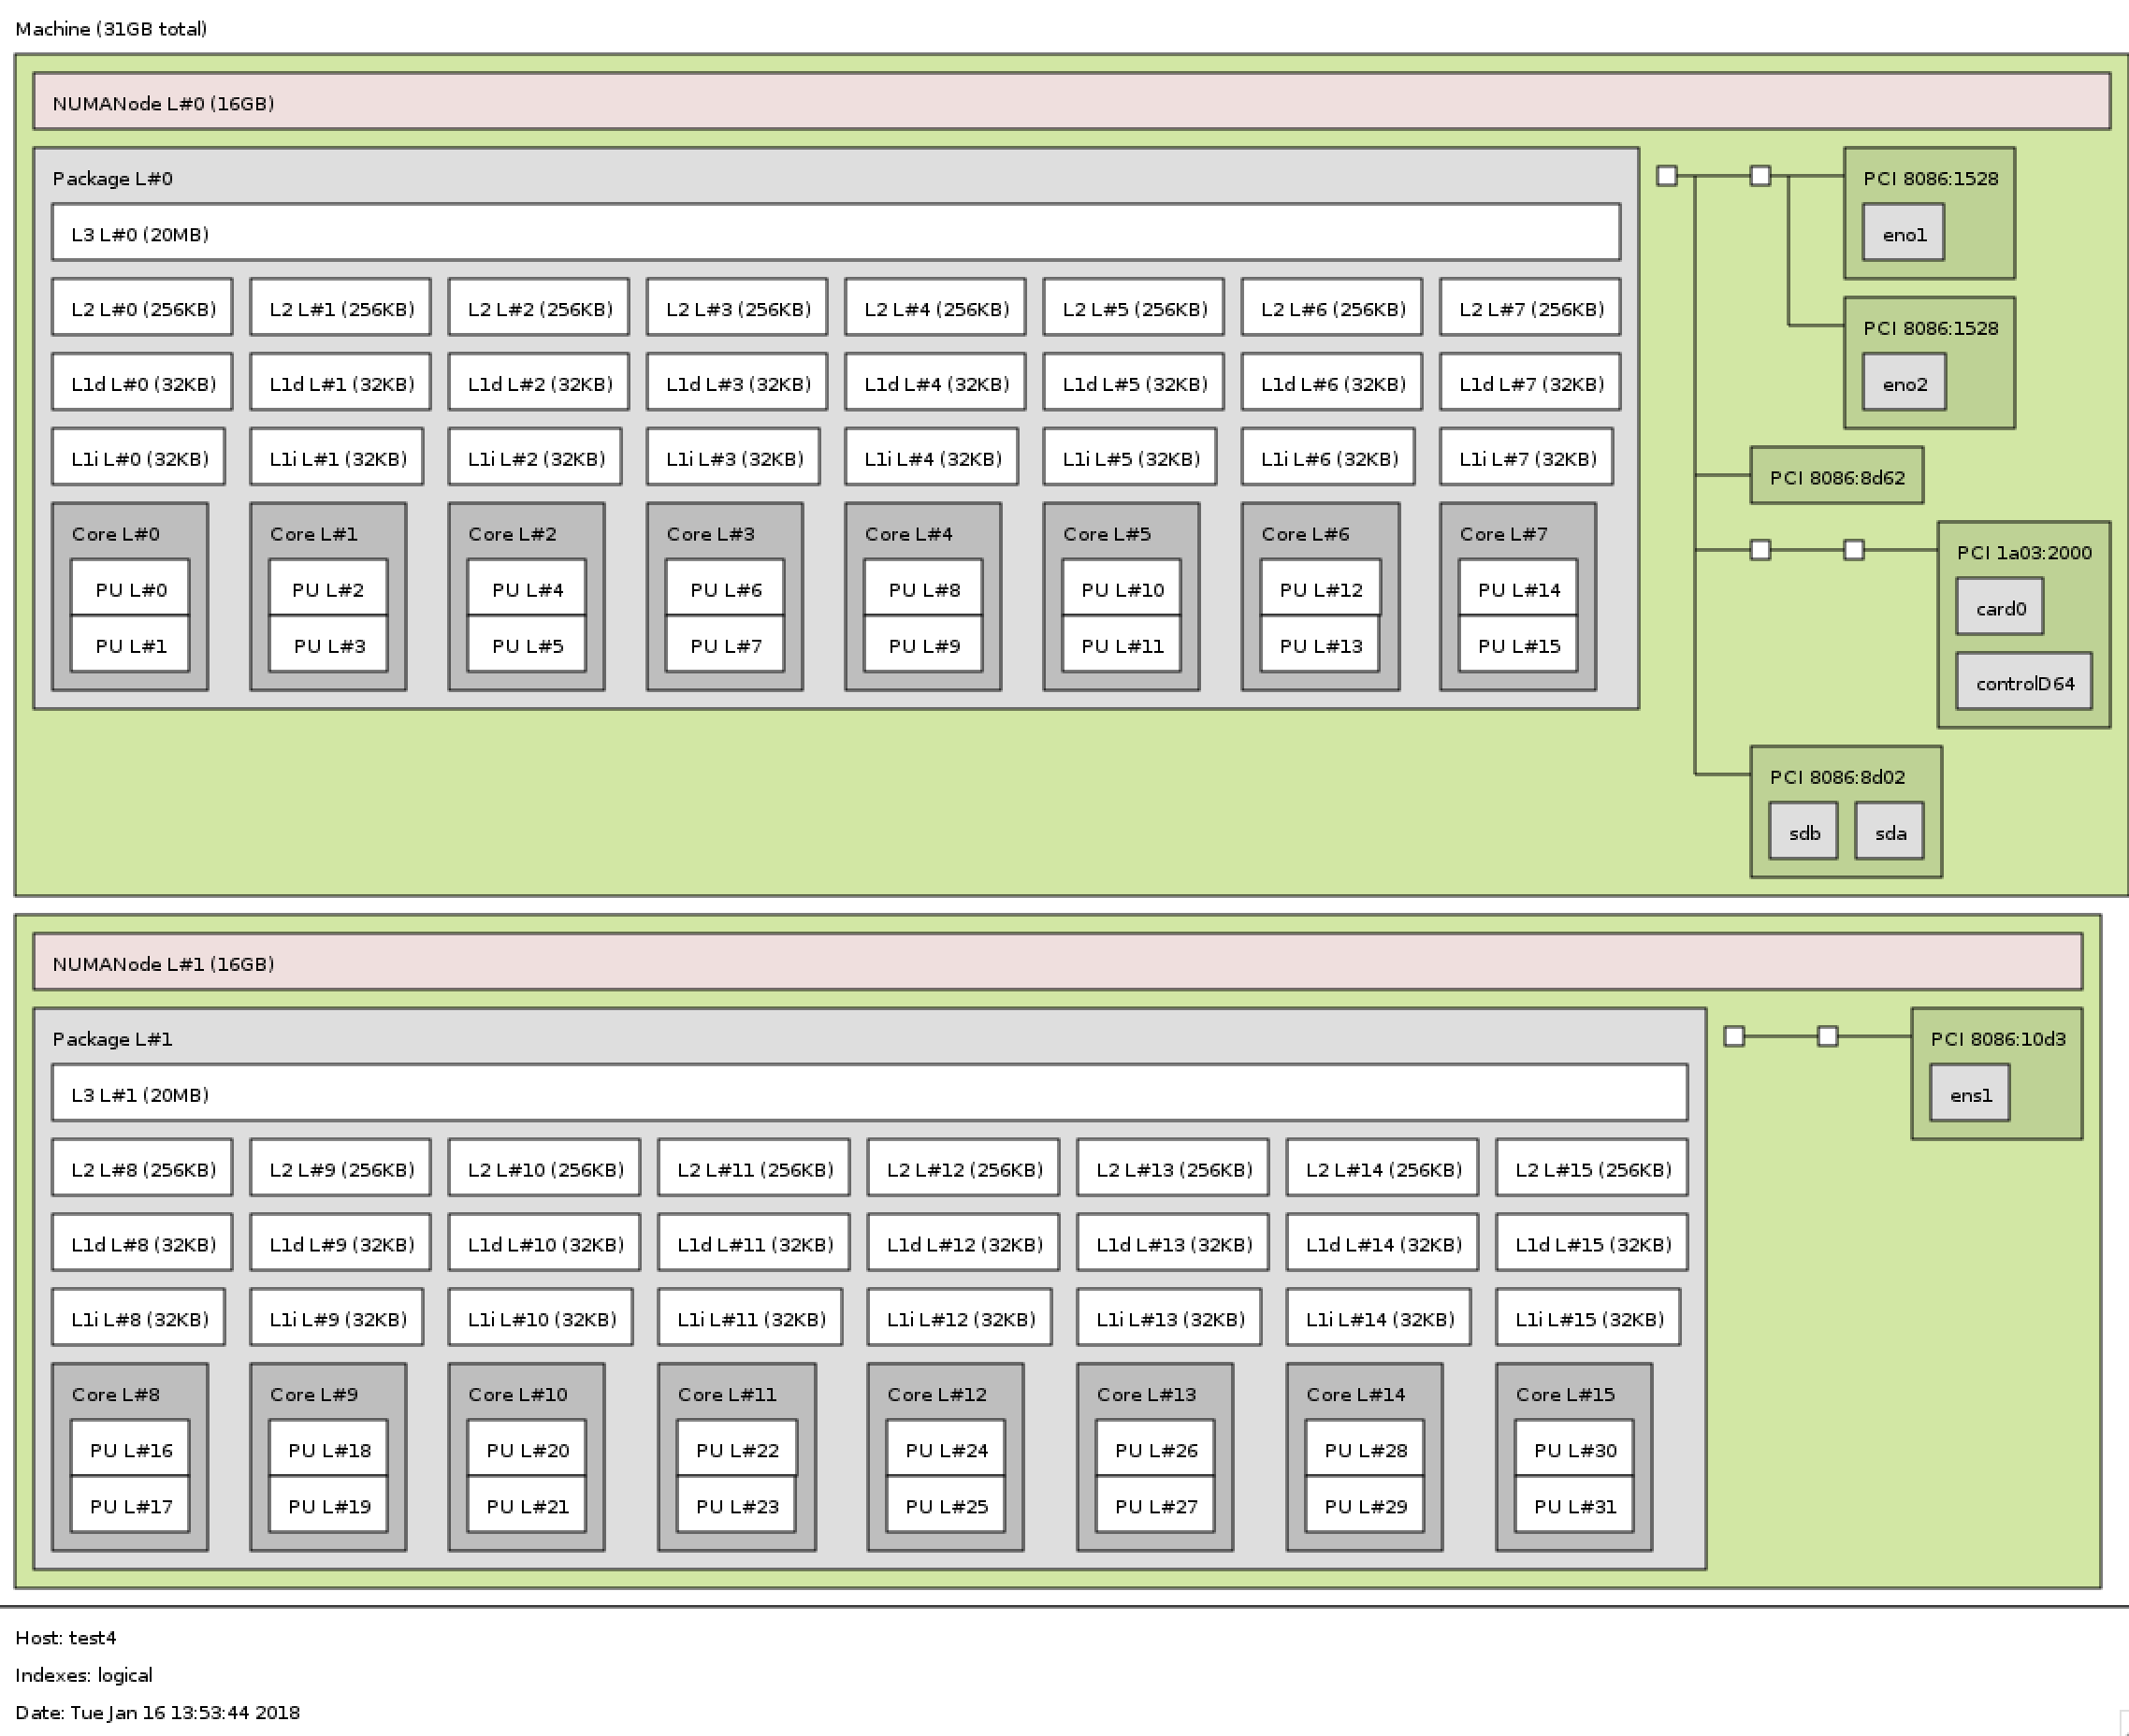 Machine (31GB total)
NUMANode L#0 (16GB)
Package L#0
L3 L#0 (20MB)
L2 L#0 (256KB) L2 L#1 (256KB) L2 L#2 (256KB) L2 L#3 (256KB) L2 L#4 (256KB) L2 L#5 (256KB) L2 L#6 (256KB) L2 L#7 (256KB)
L1d L#0 (32KB) L1d L#1 (32KB) L1d L#2 (32KB) L1d L#3 (32KB) L1d L#4 (32KB) L1d L#5 (32KB) L1d L#6 (32KB) L1d L#7 (32KB)
L1i L#0 (32KB) L1i L#1 (32KB) L1i L#2 (32KB) L1i L#3 (32KB) L1i L#4 (32KB) L1i L#5 (32KB) L1i L#6 (32KB) L1i L#7 (32KB)
Core L#0 Core L#1 Core L#2 Core L#3 Core L#4 Core L#5 Core L#6 Core L#7
PU L#0 PU L#2 PU L#4 PU L#6 PU L#8 PU L#10 PU L#12 PU L#14
PU L#1 PU L#3 PU L#5 PU L#7 PU L#9 PU L#11 PU L#13 PU L#15
PCI 8086:1528
eno1
PCI 8086:1528
eno2
PCI 8086:8d62
PCI 1a03:2000
card0
controlD64
PCI 8086:8d02
sdb sda
NUMANode L#1 (16GB)
Package L#1
L3 L#1 (20MB)
L2 L#8 (256KB) L2 L#9 (256KB) L2 L#10 (256KB) L2 L#11 (256KB) L2 L#12 (256KB) L2 L#13 (256KB) L2 L#14 (256KB) L2 L#15 (256KB)
L1d L#8 (32KB) L1d L#9 (32KB) L1d L#10 (32KB) L1d L#11 (32KB) L1d L#12 (32KB) L1d L#13 (32KB) L1d L#14 (32KB) L1d L#15 (32KB)
L1i L#8 (32KB) L1i L#9 (32KB) L1i L#10 (32KB) L1i L#11 (32KB) L1i L#12 (32KB) L1i L#13 (32KB) L1i L#14 (32KB) L1i L#15 (32KB)
Core L#8 Core L#9 Core L#10 Core L#11 Core L#12 Core L#13 Core L#14 Core L#15
PU L#16 PU L#18 PU L#20 PU L#22 PU L#24 PU L#26 PU L#28 PU L#30
PU L#17 PU L#19 PU L#21 PU L#23 PU L#25 PU L#27 PU L#29 PU L#31
PCI 8086:10d3
ens1
Host: test4
Indexes: logical
Date: Tue Jan 16 13:53:44 2018